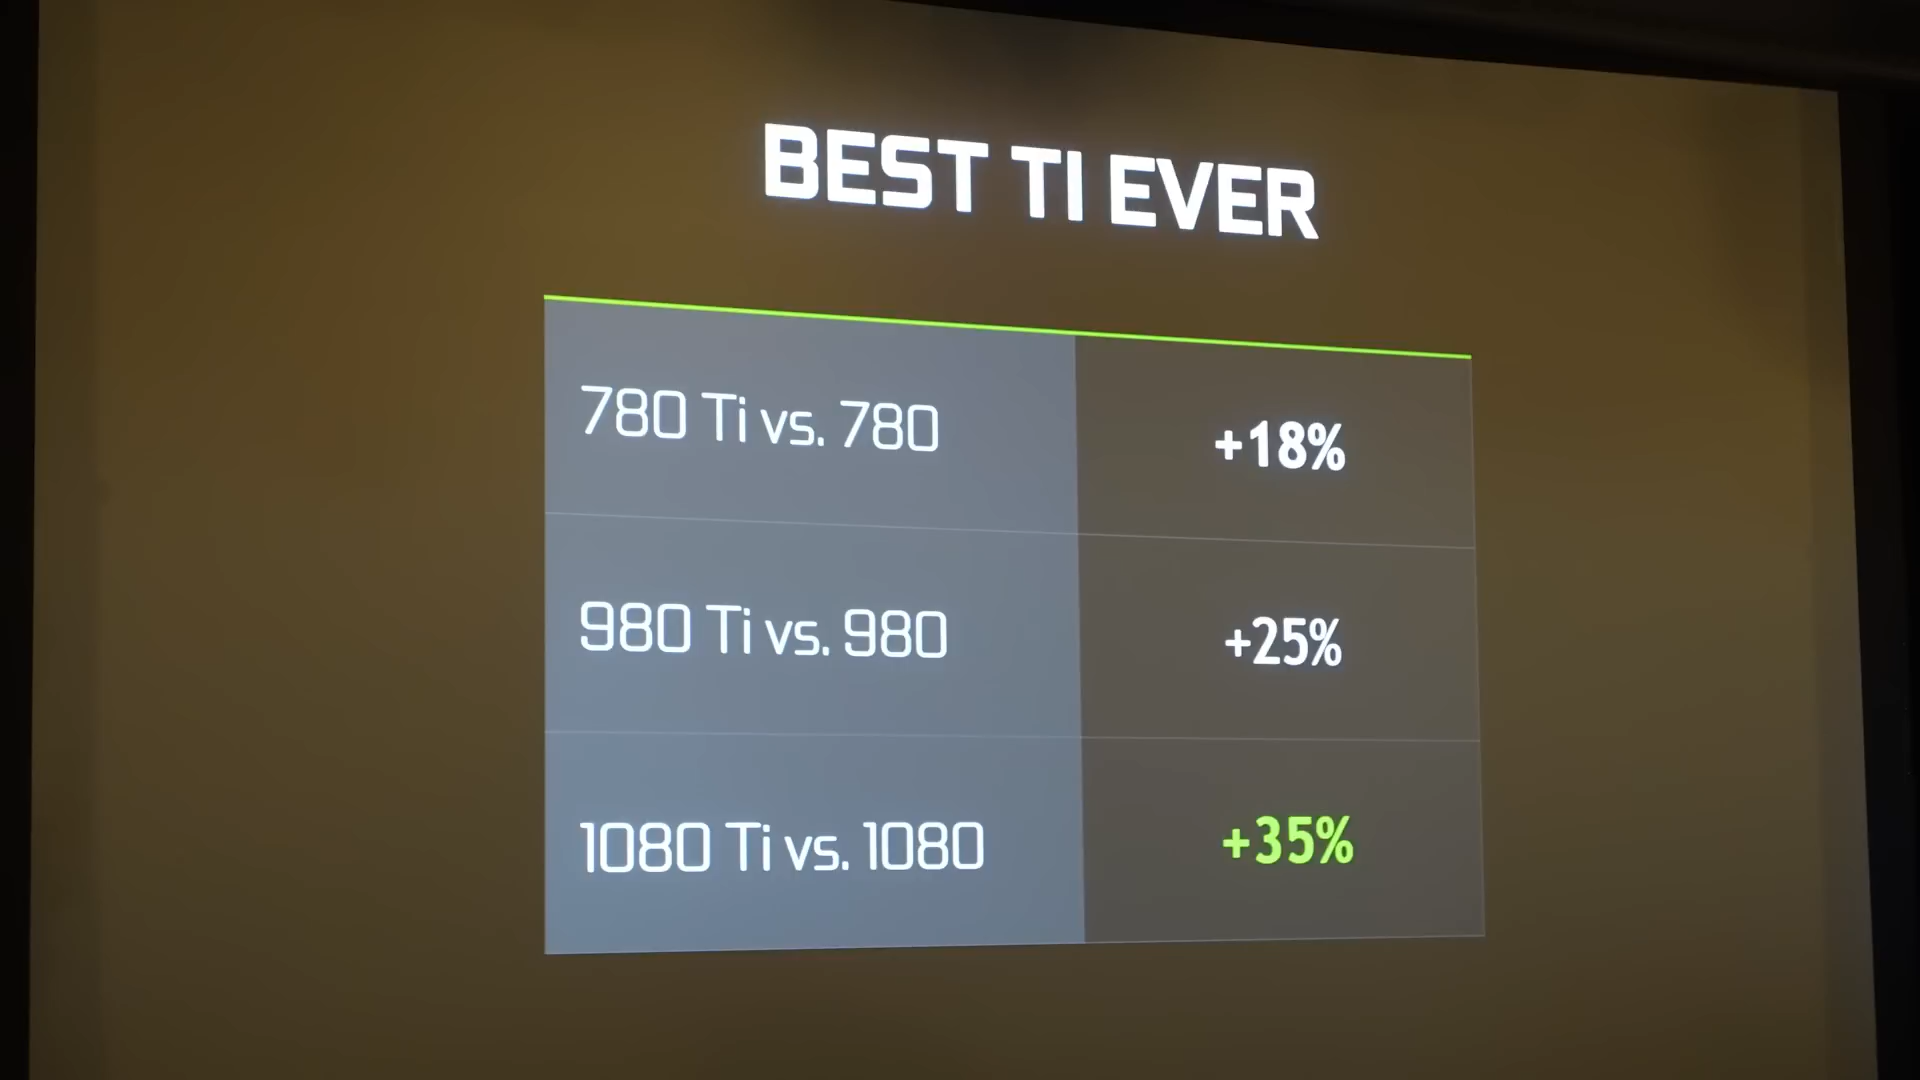 BEST TI EVER
780 Ti vs. 780 +18%
980 Ti vs. 980 +25%
1080 Ti vs. 1080 +35%